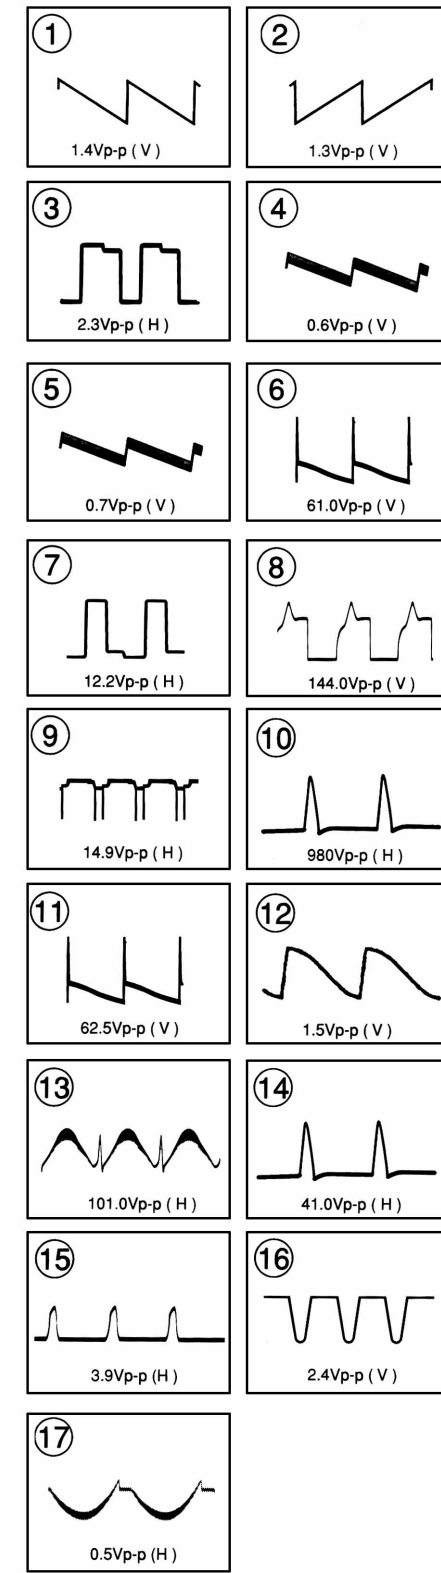 1
1.4Vp-p ( V )
2
1.3Vp-p ( V )
3
2.3Vp-p ( H )
4
0.6Vp-p ( V )
5
0.7Vp-p ( V )
6
61.0Vp-p ( V )
7
12.2Vp-p ( H )
8
144.0Vp-p ( V )
9
14.9Vp-p ( H )
10
980Vp-p ( H )
11
62.5Vp-p ( V )
12
1.5Vp-p ( V )
13
101.0Vp-p ( H )
14
41.0Vp-p ( H )
15
3.9Vp-p (H )
16
2.4Vp-p ( V )
17
0.5Vp-p (H )